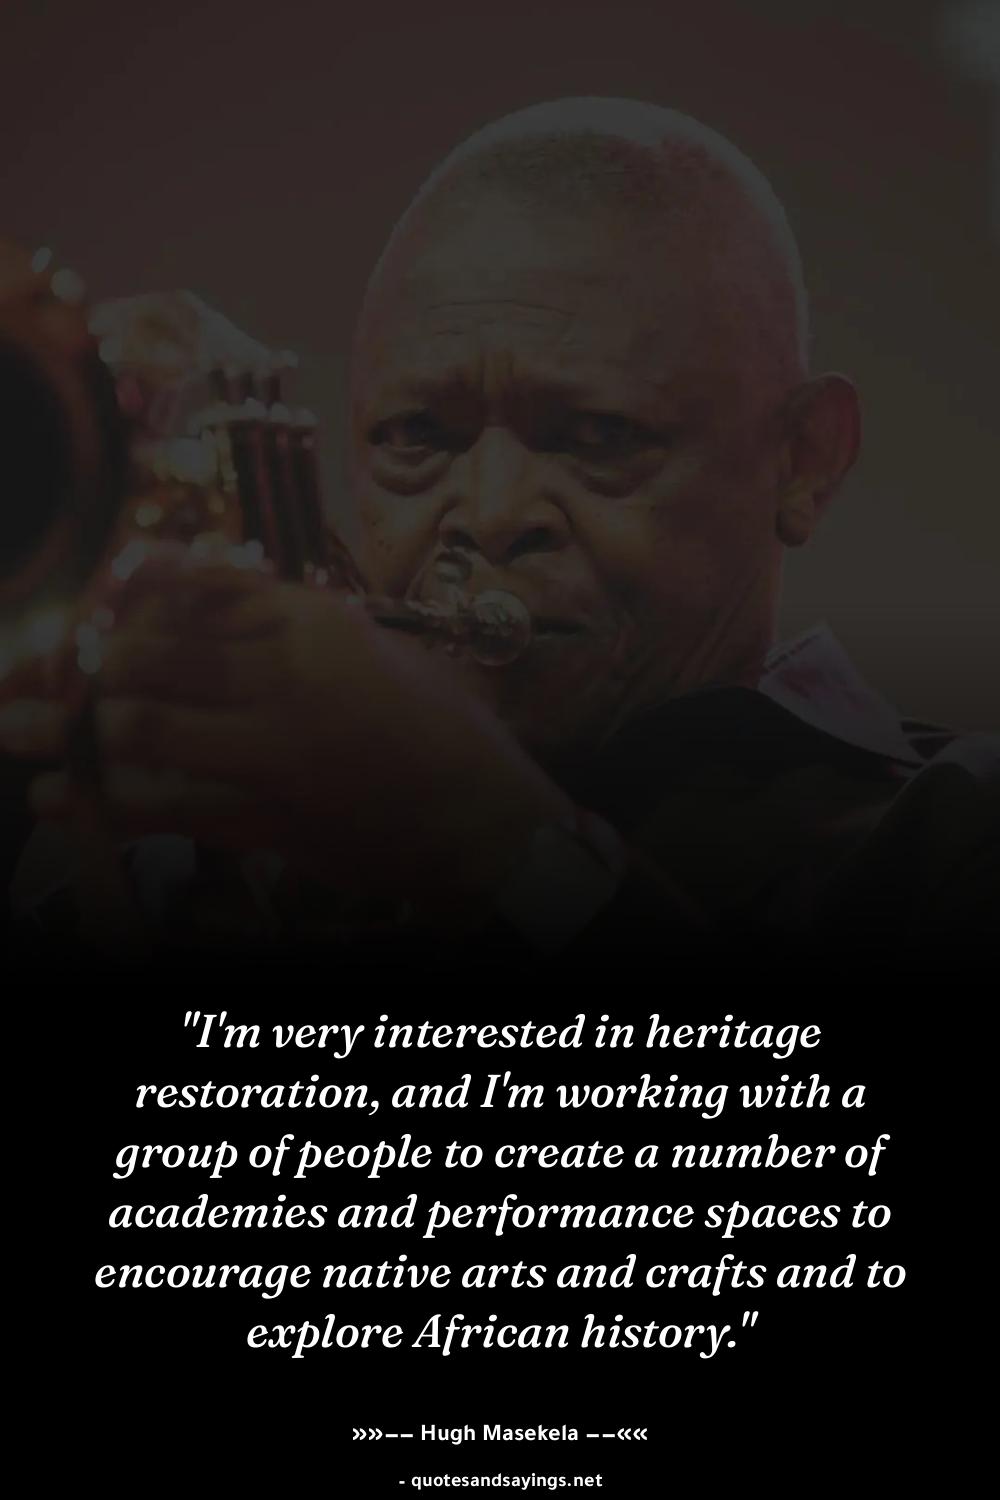 "I'm very interested in heritage
restoration, and I'm working with a
group of people to create a number of
academies and performance spaces to
encourage native arts and crafts and to
explore African history."
»»−− Hugh Masekela −−««
- quotesandsayings.net